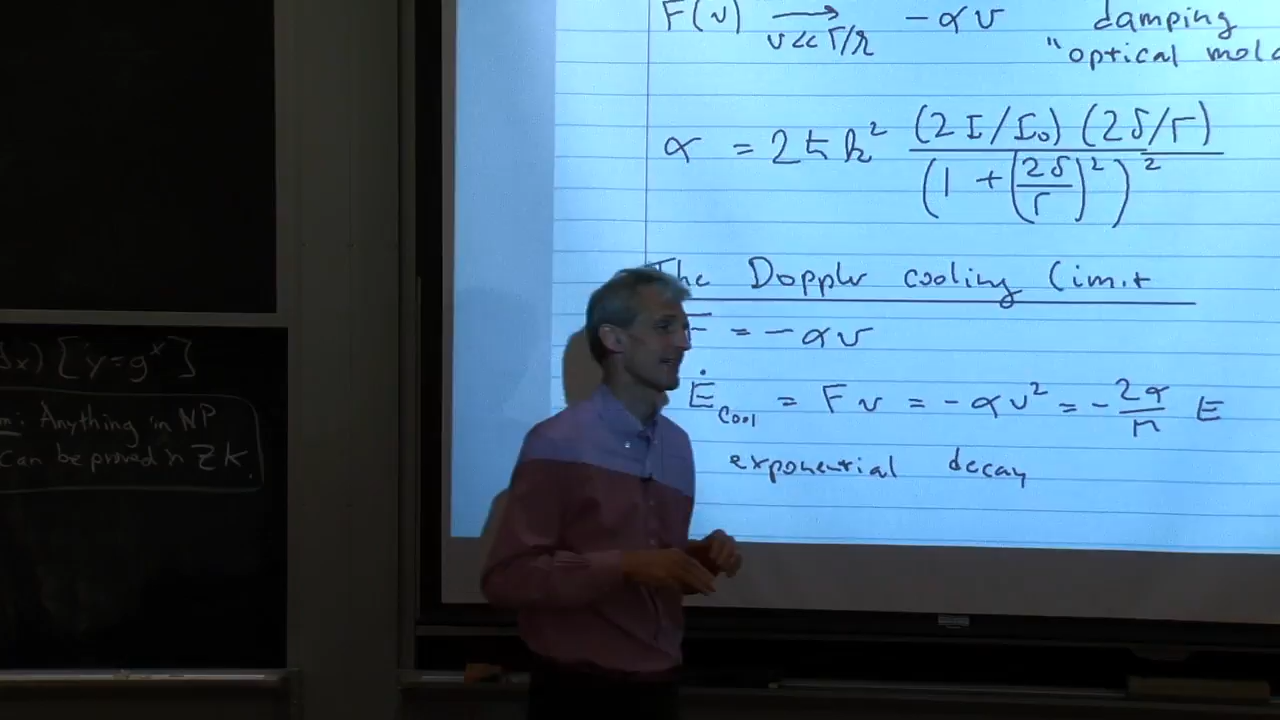 F(v) ⟶ -αv damping
v<<Γ/k "optical mola
α = 2ħk² (2I/I₀)(2δ/Γ) / (1 + (2δ/Γ)²)²
The Doppler cooling limit
F = -αv
Ė_cool = Fv = -αv² = -2α/m E
exponential decay
[y=gˣ]
Anything in NP
can be proved in ZK.